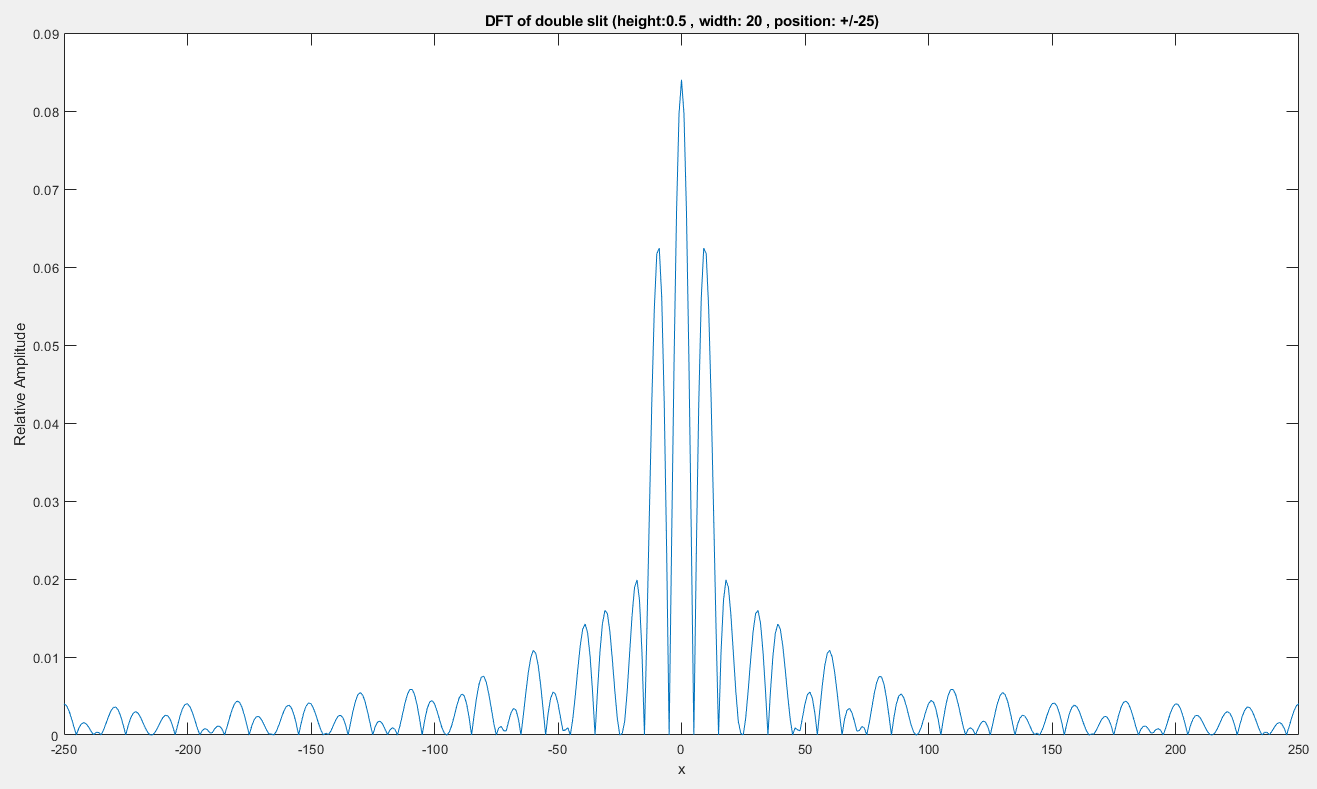 DFT of double slit (height:0.5 , width: 20 , position: +/-25)
0.09
0.08
0.07
0.06
0.05
0.04
0.03
0.02
0.01
0
Relative Amplitude
-250 -200 -150 -100 -50 0 50 100 150 200 250
x